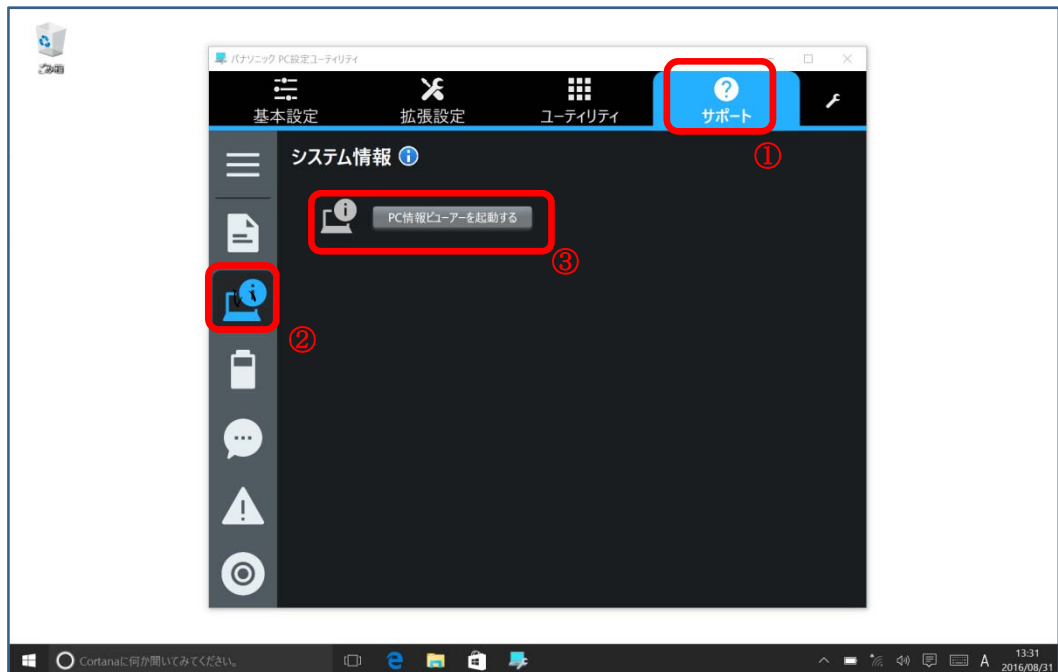 ごみ箱
パナソニック PC設定ユーティリティ
基本設定
拡張設定
ユーティリティ
サポート
①
システム情報
PC情報ビューアーを起動する
③
②
Cortanaに何か聞いてみてください。
A
13:31
2016/08/31